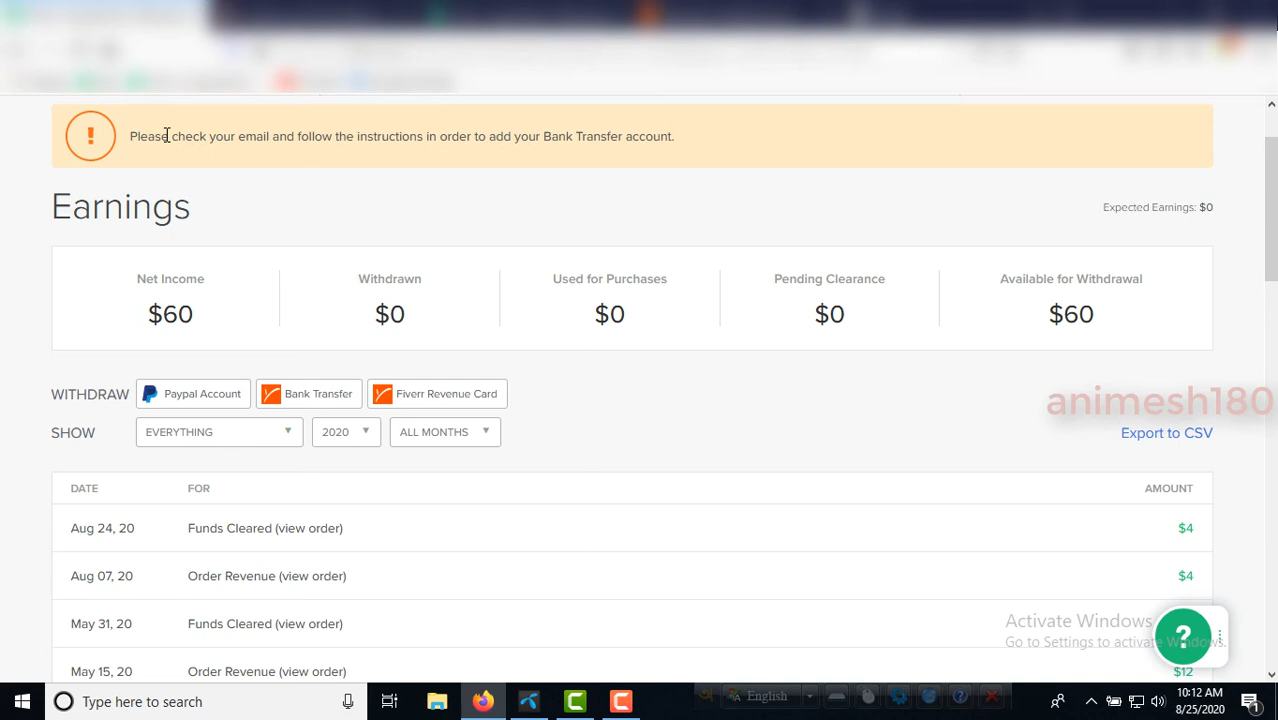 Please check your email and follow the instructions in order to add your Bank Transfer account.
Earnings
Expected Earnings: $0
Net Income
Withdrawn
Used for Purchases
Pending Clearance
Available for Withdrawal
$60
$0
$0
$0
$60
WITHDRAW
Paypal Account
Bank Transfer
Fiverr Revenue Card
animesh180
SHOW
EVERYTHING
2020
ALL MONTHS
Export to CSV
DATE
FOR
AMOUNT
Aug 24, 20
Funds Cleared (view order)
$4
Aug 07, 20
Order Revenue (view order)
$4
May 31, 20
Funds Cleared (view order)
Activate Windows
Go to Settings to activate Windows.
?
May 15, 20
Order Revenue (view order)
$12
Type here to search
English
10:12 AM
8/25/2020
1